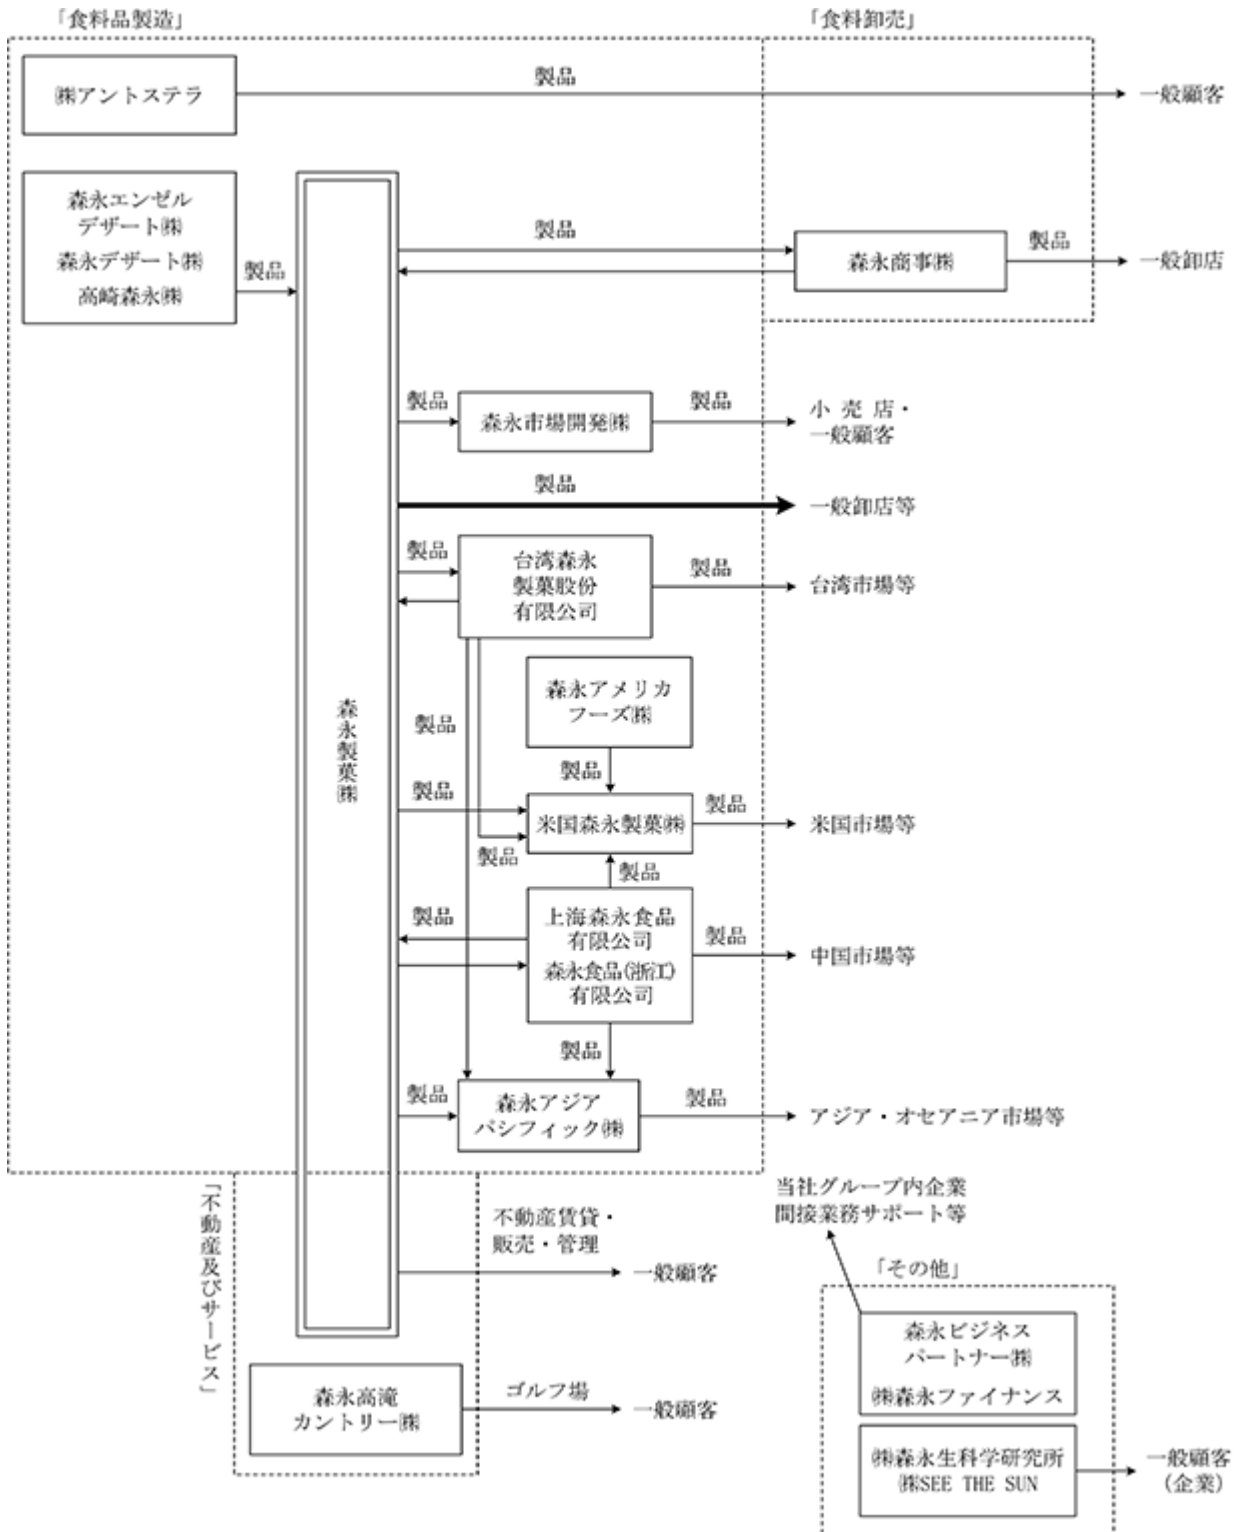 「食料品製造」
「食料卸売」
㈱アントステラ
製品
一般顧客
森永エンゼル
デザート㈱
森永デザート㈱
高崎森永㈱
製品
製品
森永商事㈱
製品
一般卸店
製品
森永市場開発㈱
製品
小 売 店・
一般顧客
製品
一般卸店等
製品
台湾森永
製菓股份
有限公司
製品
台湾市場等
森永製菓㈱
森永アメリカ
フーズ㈱
製品
製品
製品
米国森永製菓㈱
製品
米国市場等
製品
製品
製品
上海森永食品
有限公司
森永食品(浙江)
有限公司
製品
中国市場等
製品
製品
森永アジア
パシフィック㈱
製品
アジア・オセアニア市場等
「不動産及びサービス」
不動産賃貸・
販売・管理
一般顧客
森永高滝
カントリー㈱
ゴルフ場
一般顧客
当社グループ内企業
間接業務サポート等
「その他」
森永ビジネス
パートナー㈱
㈱森永ファイナンス
㈱森永生科学研究所
㈱SEE THE SUN
一般顧客
(企業)